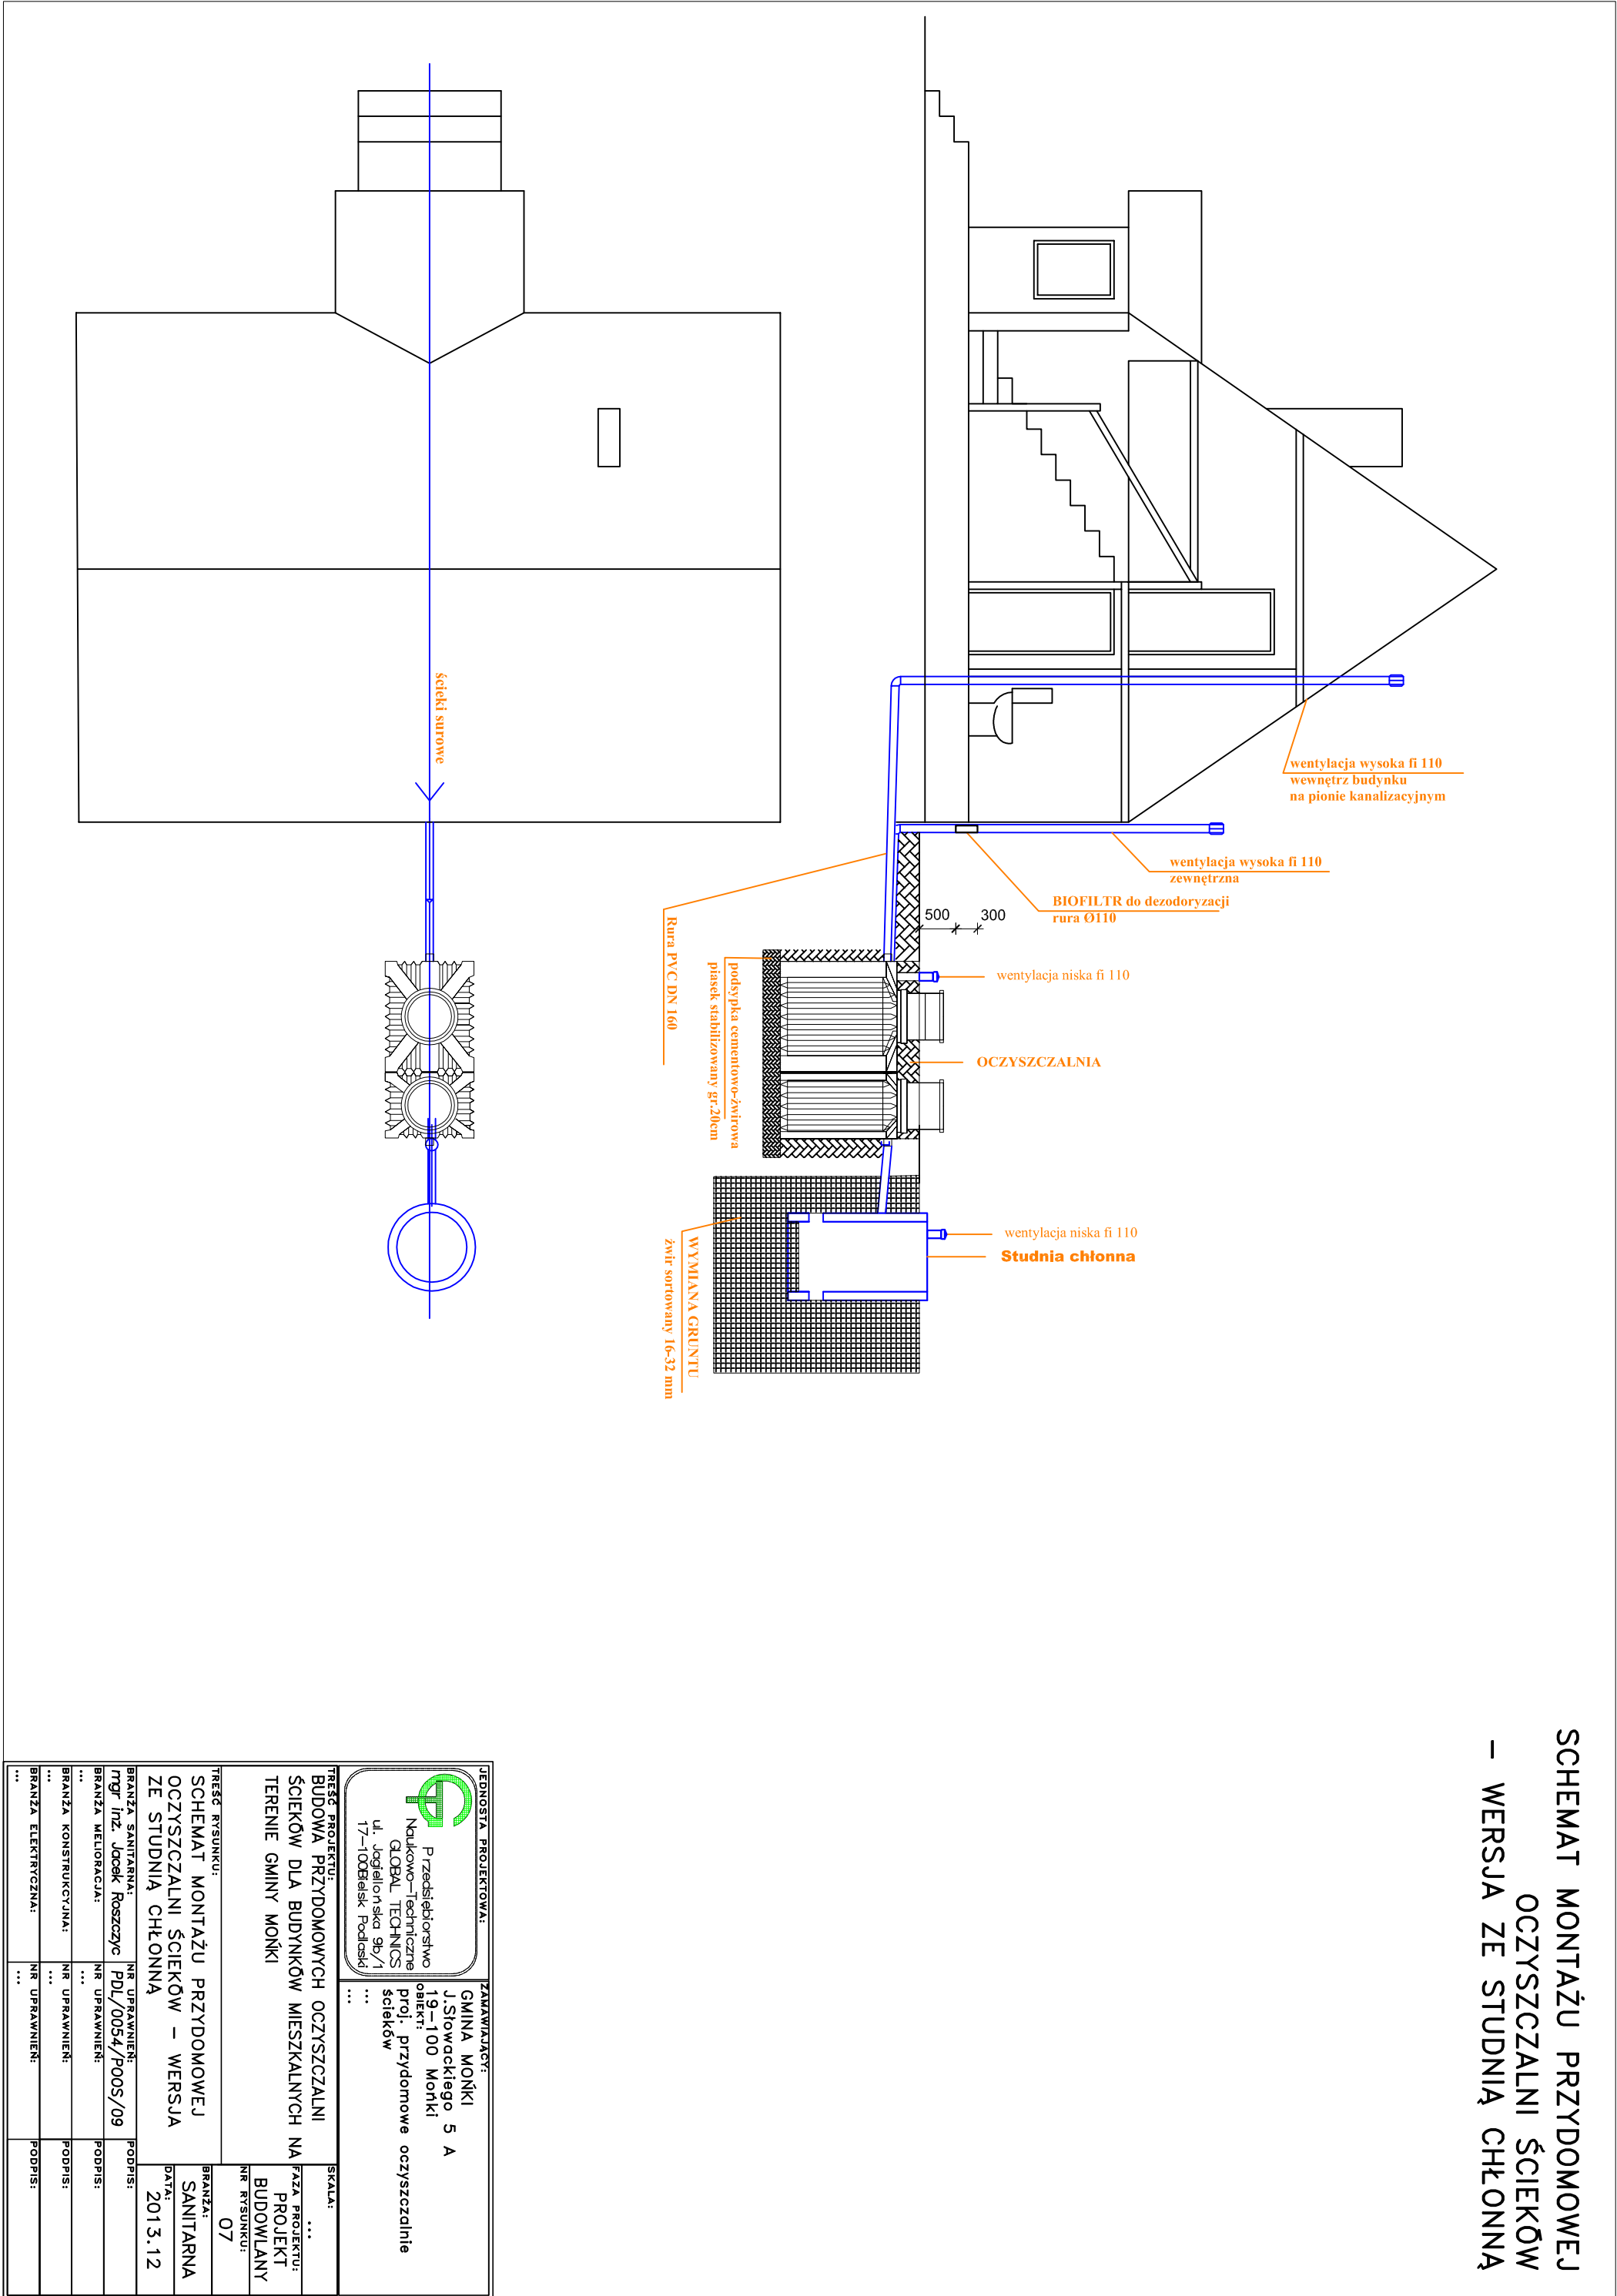 SCHEMAT MONTAŻU PRZYDOMOWEJ
OCZYSZCZALNI ŚCIEKÓW
– WERSJA ZE STUDNIĄ CHŁONNĄ
wentylacja wysoka fi 110
wewnętrz budynku
na pionie kanalizacyjnym
wentylacja wysoka fi 110
zewnętrzna
BIOFILTR do dezodoryzacji
rura Ø110
500
300
wentylacja niska fi 110
OCZYSZCZALNIA
wentylacja niska fi 110
Studnia chłonna
ścieki surowe
Rura PVC DN 160
podsypka cementowo-żwirowa
piasek stabilizowany gr.20cm
WYMIANA GRUNTU
żwir sortowany 16-32 mm
JEDNOSTA PROJEKTOWA:
Przedsiębiorstwo
Naukowo–Techniczne
GLOBAL TECHNICS
ul. Jagiellońska 9b/1
17–100Bielsk Podlaski
ZAMAWIAJĄCY:
GMINA MOŃKI
J.Słowackiego 5 A
19–100 Mońki
OBIEKT:
proj. przydomowe oczyszczalnie
ścieków
...
TREŚĆ PROJEKTU:
BUDOWA PRZYDOMOWYCH OCZYSZCZALNI
ŚCIEKÓW DLA BUDYNKÓW MIESZKALNYCH NA
TERENIE GMINY MOŃKI
SKALA:
...
FAZA PROJEKTU:
PROJEKT
BUDOWLANY
NR RYSUNKU:
07
TREŚĆ RYSUNKU:
SCHEMAT MONTAŻU PRZYDOMOWEJ
OCZYSZCZALNI ŚCIEKÓW – WERSJA
ZE STUDNIĄ CHŁONNĄ
BRANŻA:
SANITARNA
DATA:
2013.12
BRANŻA SANITARNA:
mgr inż. Jacek Roszczyc
NR UPRAWNIEŃ:
PDL/0054/POOS/09
PODPIS:
BRANŻA MELIORACJA:
...
NR UPRAWNIEŃ:
...
PODPIS:
BRANŻA KONSTRUKCYJNA:
...
NR UPRAWNIEŃ:
...
PODPIS:
BRANŻA ELEKTRYCZNA:
...
NR UPRAWNIEŃ:
...
PODPIS: